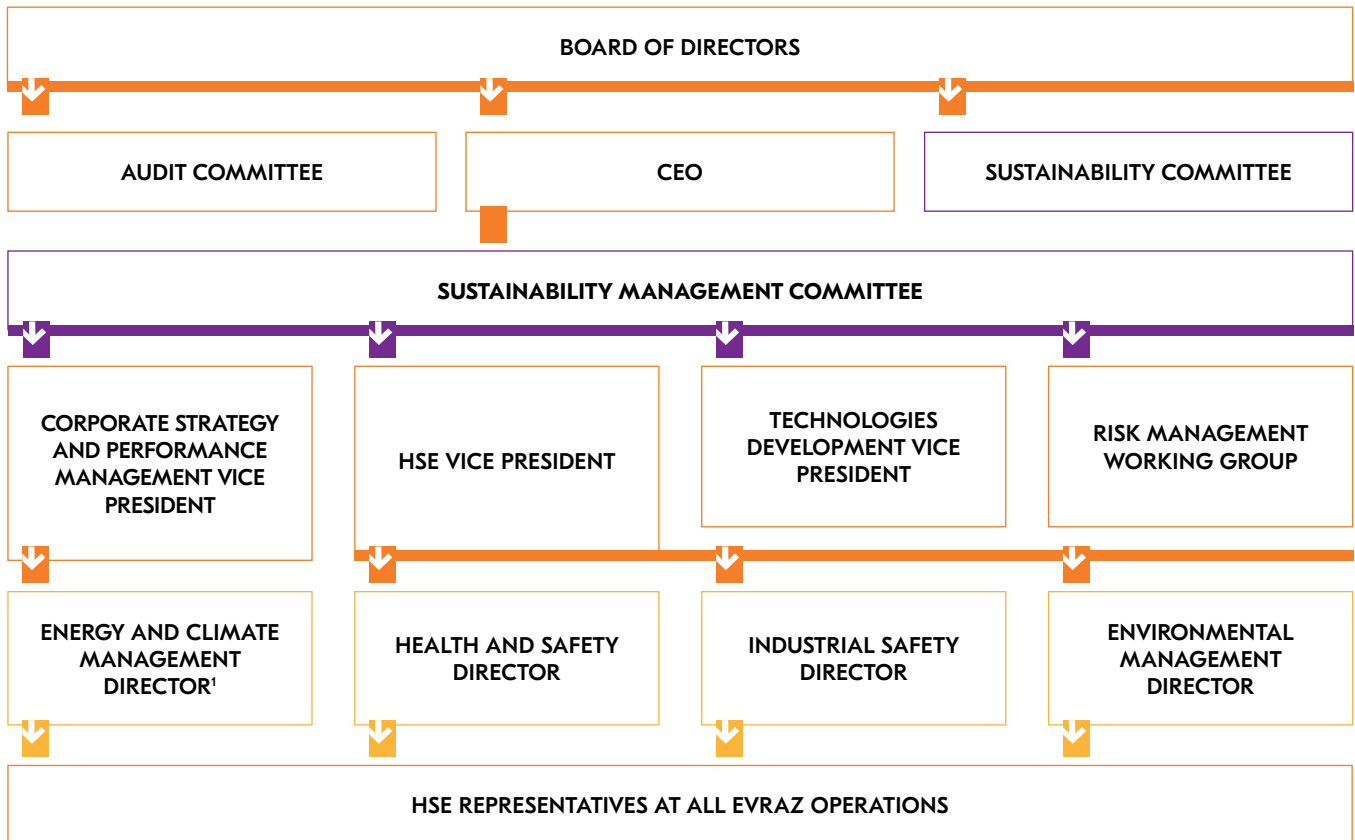 BOARD OF DIRECTORS
AUDIT COMMITTEE
CEO
SUSTAINABILITY COMMITTEE
SUSTAINABILITY MANAGEMENT COMMITTEE
CORPORATE STRATEGY
AND PERFORMANCE
MANAGEMENT VICE
PRESIDENT
HSE VICE PRESIDENT
TECHNOLOGIES
DEVELOPMENT VICE
PRESIDENT
RISK MANAGEMENT
WORKING GROUP
ENERGY AND CLIMATE
MANAGEMENT
DIRECTOR¹
HEALTH AND SAFETY
DIRECTOR
INDUSTRIAL SAFETY
DIRECTOR
ENVIRONMENTAL
MANAGEMENT
DIRECTOR
HSE REPRESENTATIVES AT ALL EVRAZ OPERATIONS